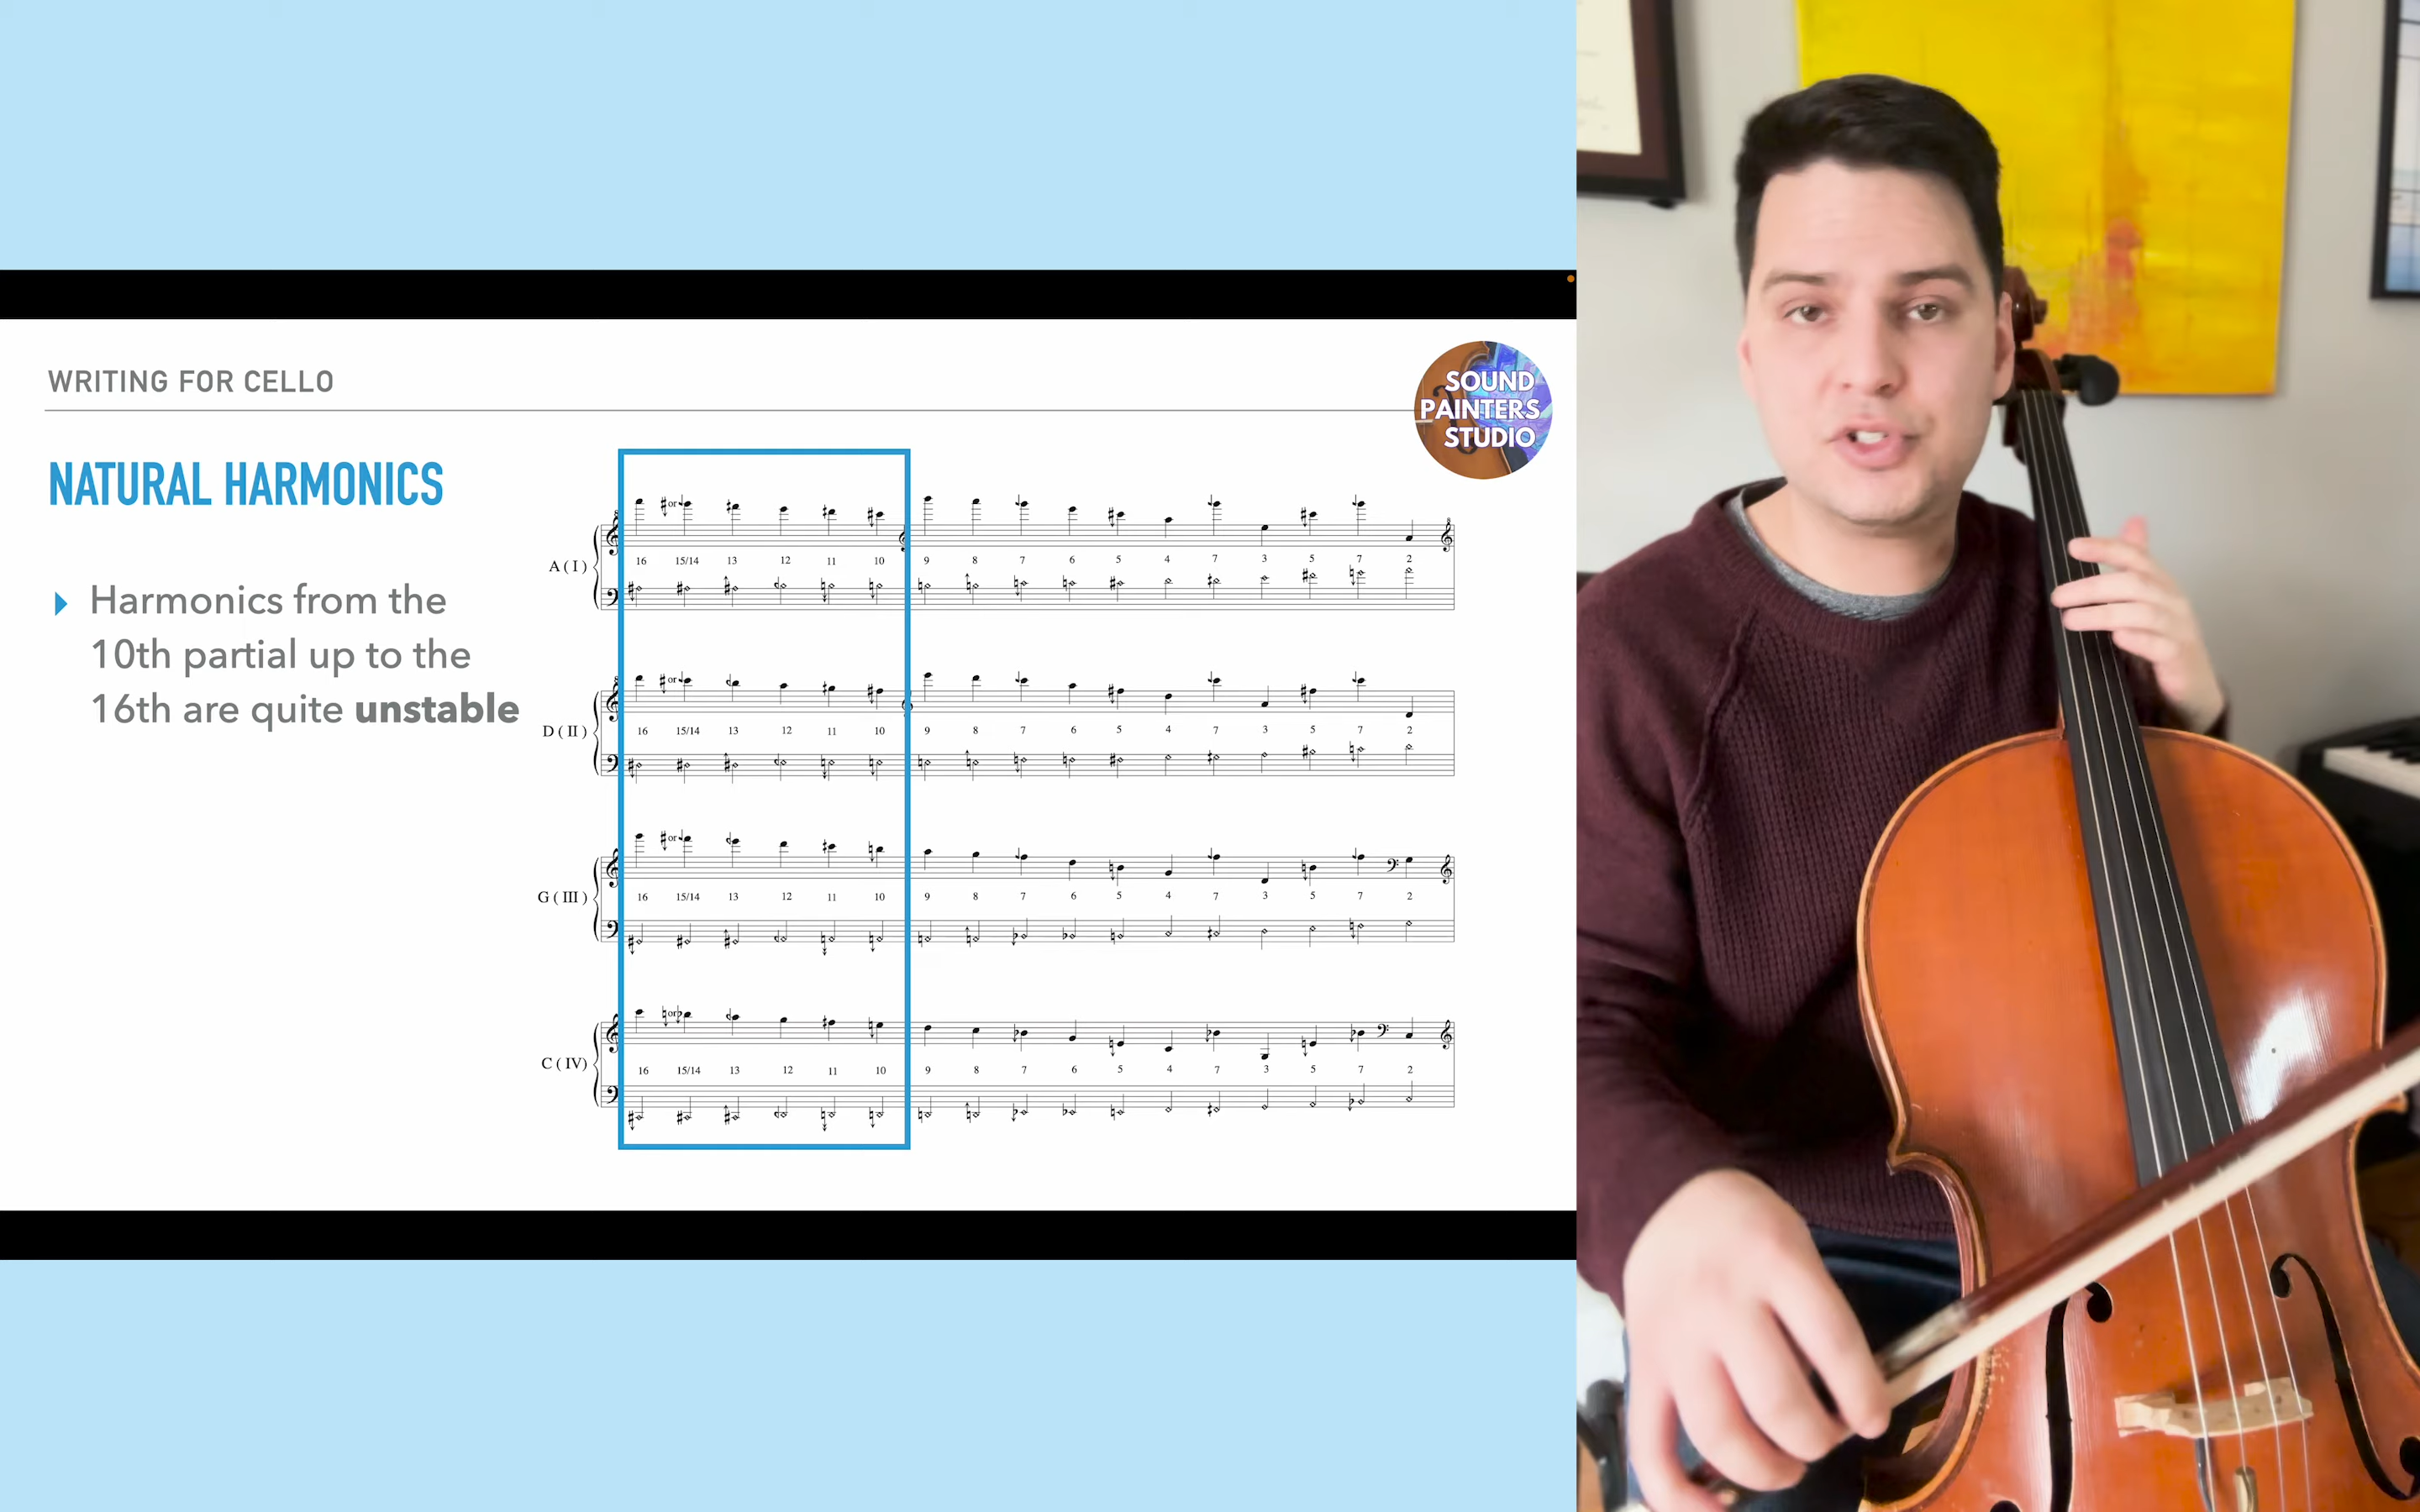 WRITING FOR CELLO
SOUND
PAINTERS
STUDIO
NATURAL HARMONICS
Harmonics from the
10th partial up to the
16th are quite unstable
or
A ( I )
16 15/14 13 12 11 10 9 8 7 6 5 4 7 3 5 7 2
or
D ( II )
16 15/14 13 12 11 10 9 8 7 6 5 4 7 3 5 7 2
or
G ( III )
16 15/14 13 12 11 10 9 8 7 6 5 4 7 3 5 7 2
or
C ( IV)
16 15/14 13 12 11 10 9 8 7 6 5 4 7 3 5 7 2